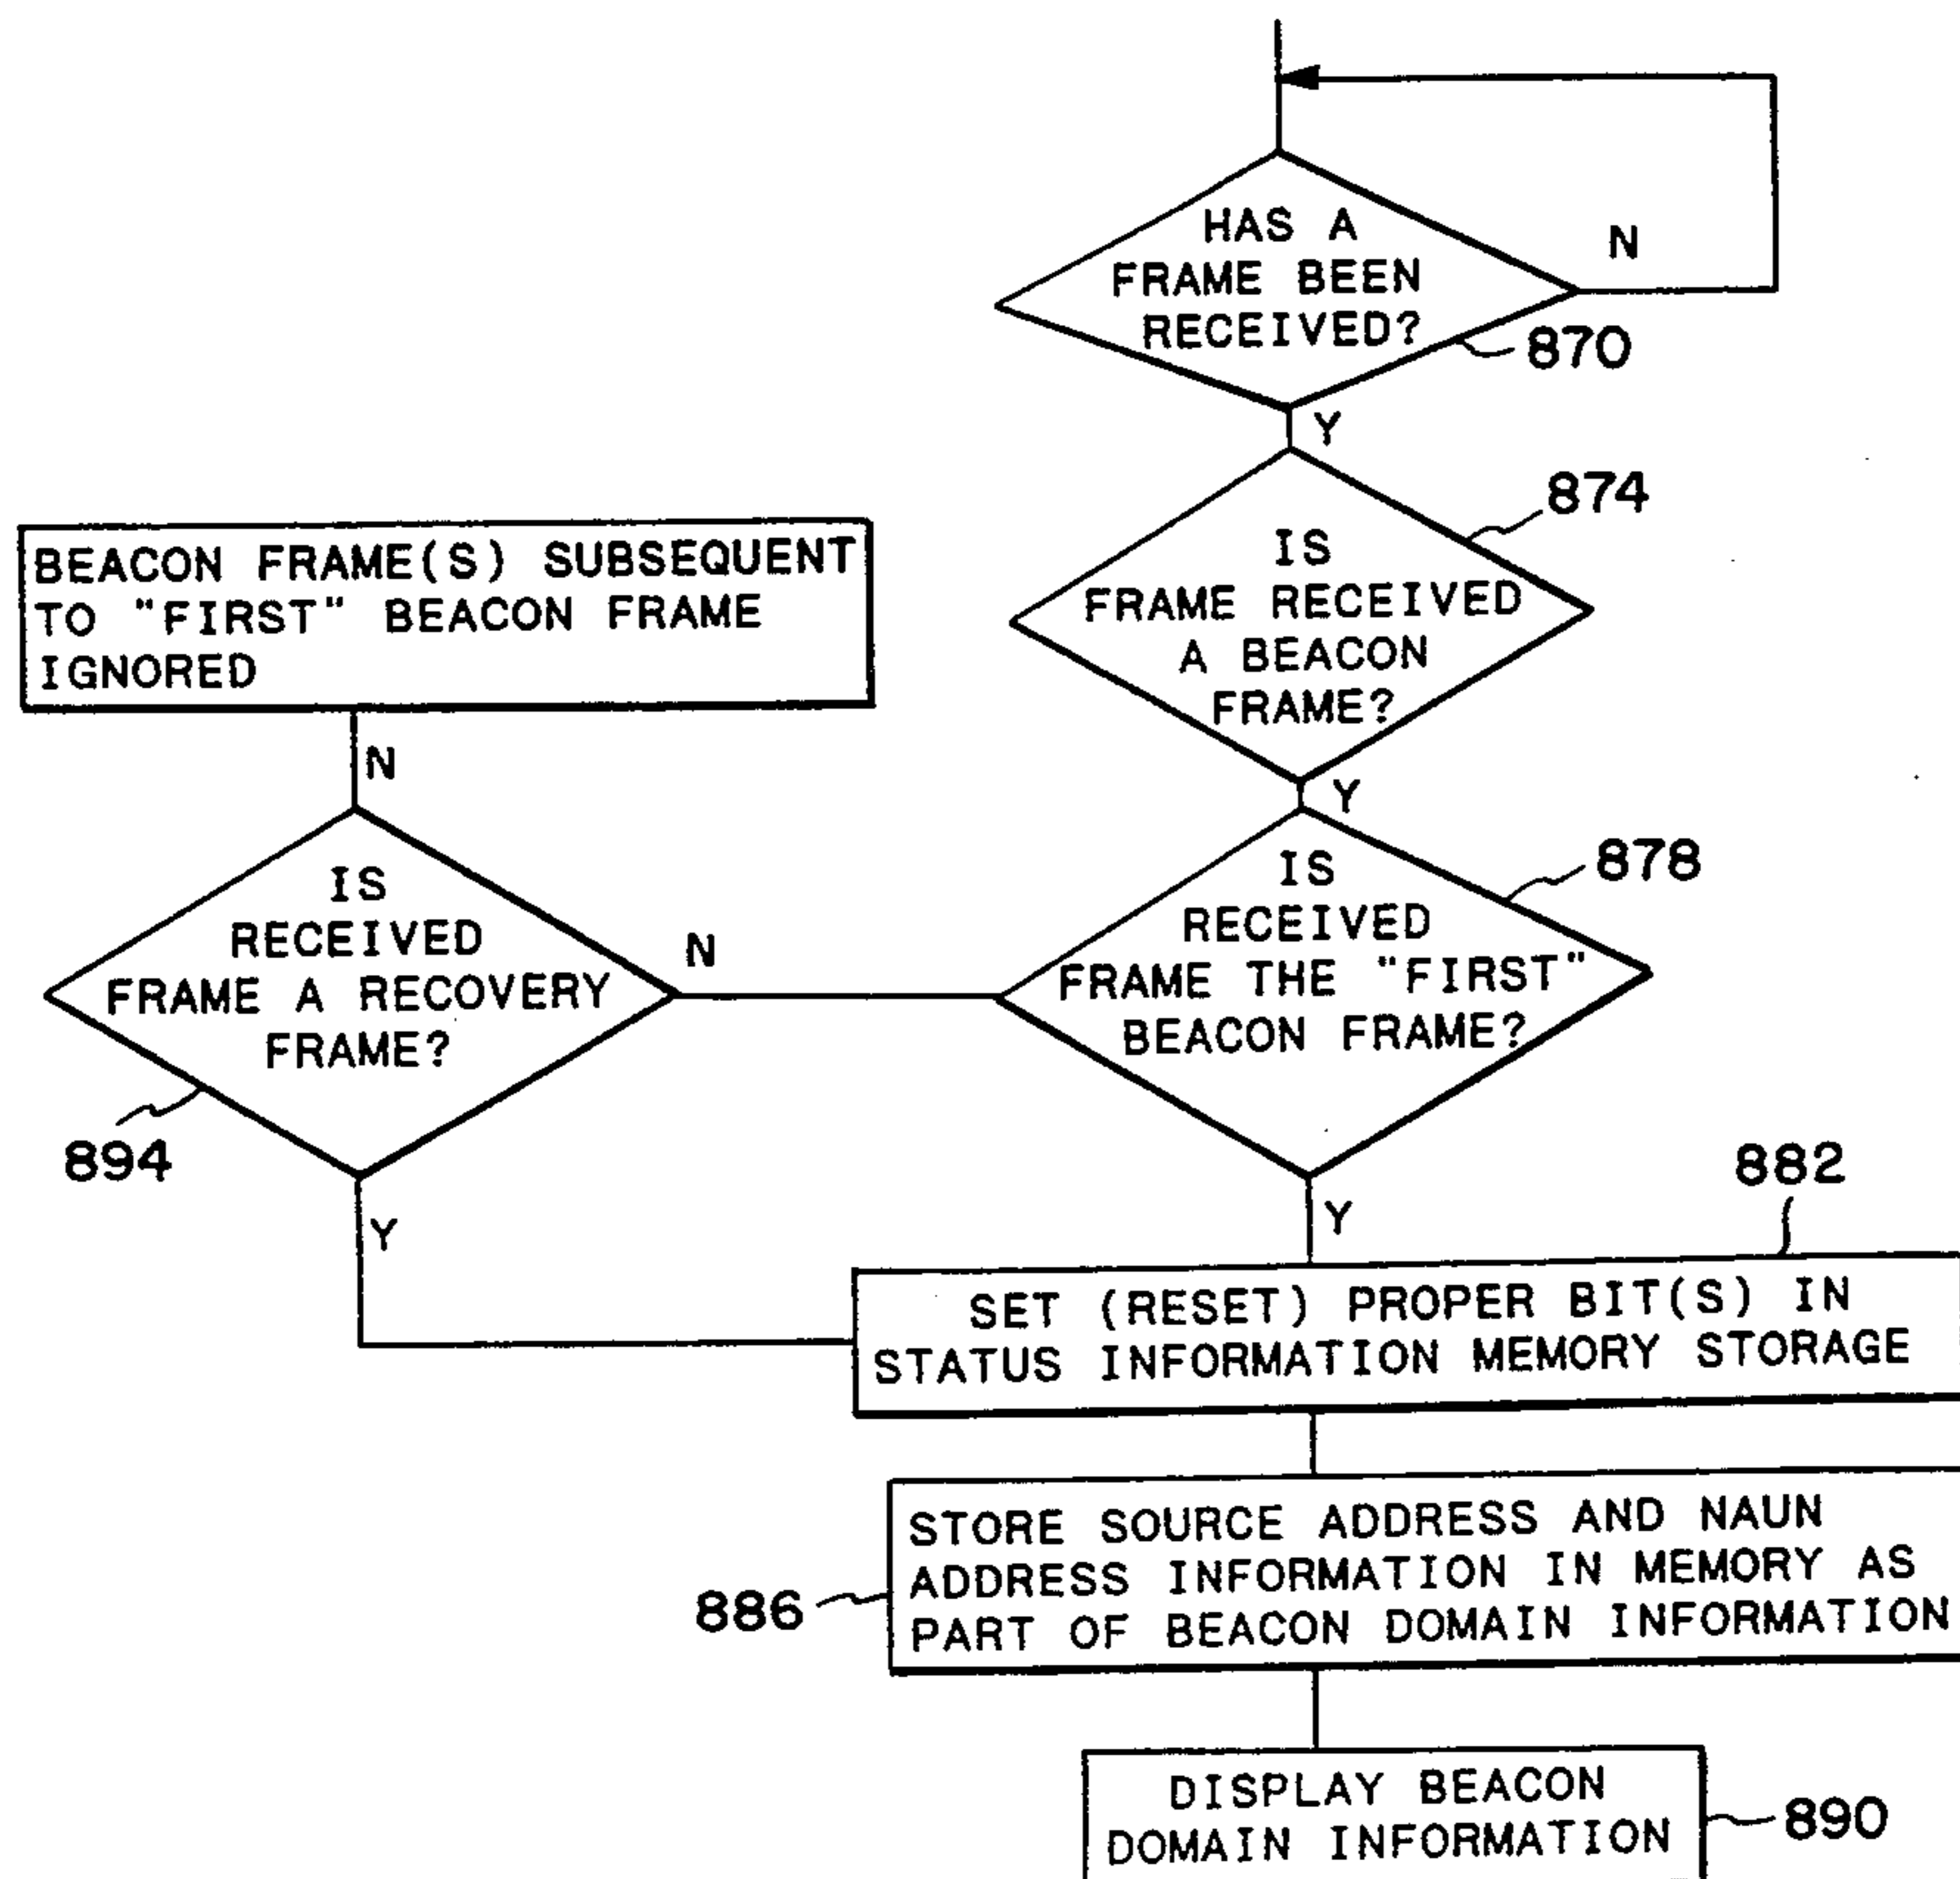 HAS A
FRAME BEEN
RECEIVED?
N
870
Y
874
IS
FRAME RECEIVED
A BEACON
FRAME?
Y
BEACON FRAME(S) SUBSEQUENT
TO "FIRST" BEACON FRAME
IGNORED
N
878
IS
RECEIVED
FRAME THE "FIRST"
BEACON FRAME?
N
IS
RECEIVED
FRAME A RECOVERY
FRAME?
894
Y
Y
882
SET (RESET) PROPER BIT(S) IN
STATUS INFORMATION MEMORY STORAGE
STORE SOURCE ADDRESS AND NAUN
ADDRESS INFORMATION IN MEMORY AS
PART OF BEACON DOMAIN INFORMATION
886
DISPLAY BEACON
DOMAIN INFORMATION
890